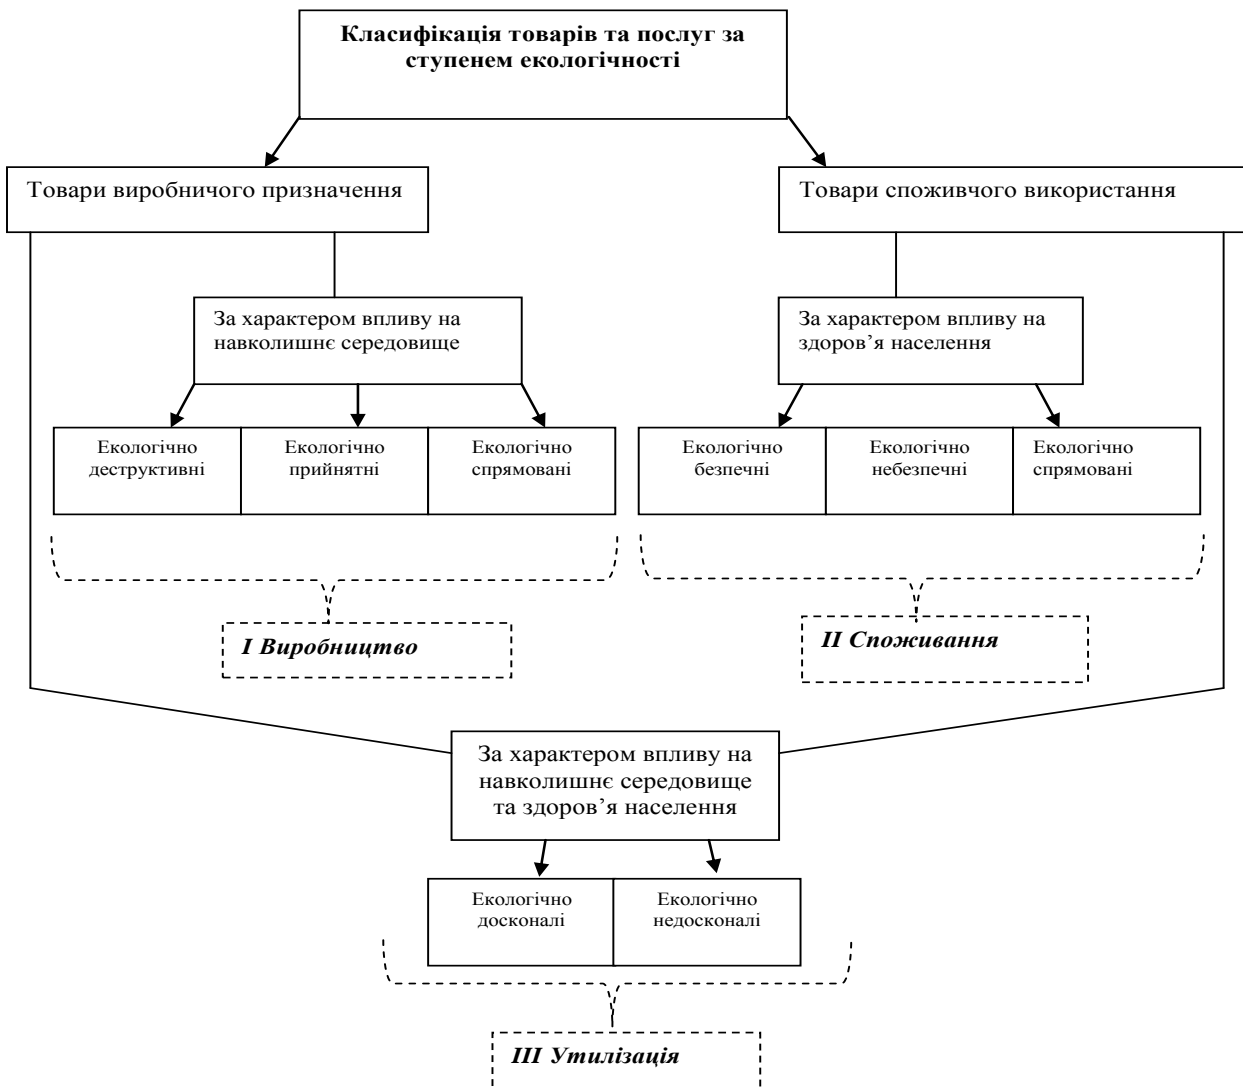 Класифікація товарів та послуг за
ступенем екологічності
Товари виробничого призначення
Товари споживчого використання
За характером впливу на
навколишнє середовище
За характером впливу на
здоров’я населення
Екологічно
деструктивні
Екологічно
прийнятні
Екологічно
спрямовані
Екологічно
безпечні
Екологічно
небезпечні
Екологічно
спрямовані
I Виробництво
II Споживання
За характером впливу на
навколишнє середовище
та здоров’я населення
Екологічно
досконалі
Екологічно
недосконалі
III Утилізація